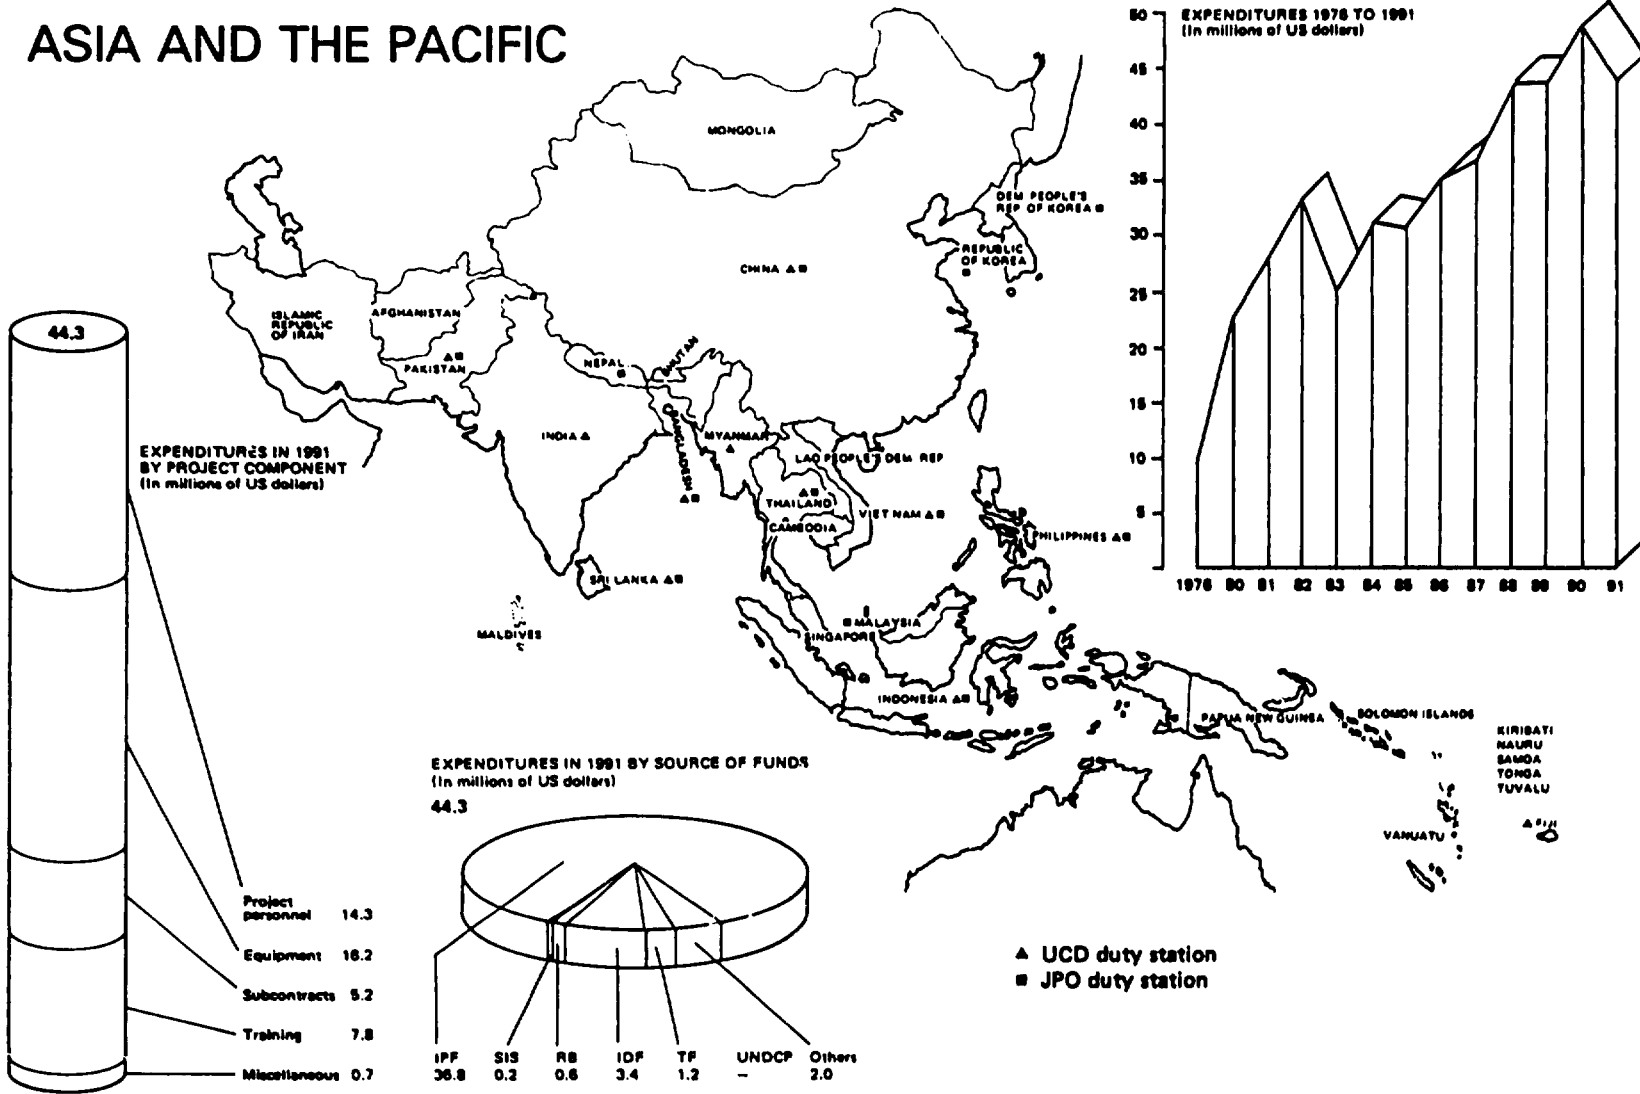 ASIA AND THE PACIFIC
EXPENDITURES 1976 TO 1991
(In millions of US dollars)
50
45
40
35
30
25
20
15
10
5
1976 80 81 82 83 84 85 86 87 88 89 90 91
MONGOLIA
DEM PEOPLE'S
REP OF KOREA ■
REPUBLIC
OF KOREA
■
CHINA ▲ ■
ISLAMIC
REPUBLIC
OF IRAN
AFGHANISTAN
▲ ■
PAKISTAN
NEPAL
■
BHUTAN
INDIA ▲
BANGLADESH
▲ ■
MYANMAR
▲
LAO PEOPLE'S DEM REP
▲ ■
THAILAND
CAMBODIA
VIET NAM ▲ ■
PHILIPPINES ▲ ■
SRI LANKA ▲ ■
MALDIVES
■ MALAYSIA
SINGAPORE
INDONESIA ▲ ■
PAPUA NEW GUINEA
SOLOMON ISLANDS
KIRIBATI
NAURU
SAMOA
TONGA
TUVALU
▲ FIJI
VANUATU
44.3
EXPENDITURES IN 1991
BY PROJECT COMPONENT
(In millions of US dollars)
Project
personnel 14.3
Equipment 16.2
Subcontracts 5.2
Training 7.8
Miscellaneous 0.7
EXPENDITURES IN 1991 BY SOURCE OF FUNDS
(In millions of US dollars)
44.3
IPF SIS RB IDF TF UNDCP Others
36.8 0.2 0.6 3.4 1.2 – 2.0
▲ UCD duty station
■ JPO duty station